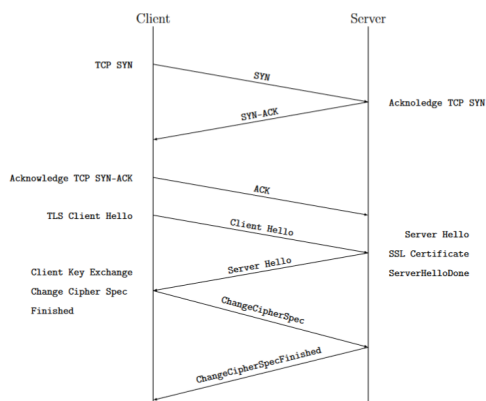 Client
Server
TCP SYN
SYN
Acknoledge TCP SYN
SYN-ACK
Acknowledge TCP SYN-ACK
ACK
TLS Client Hello
Client Hello
Server Hello
SSL Certificate
ServerHelloDone
Server Hello
Client Key Exchange
Change Cipher Spec
Finished
ChangeCipherSpec
ChangeCipherSpecFinished